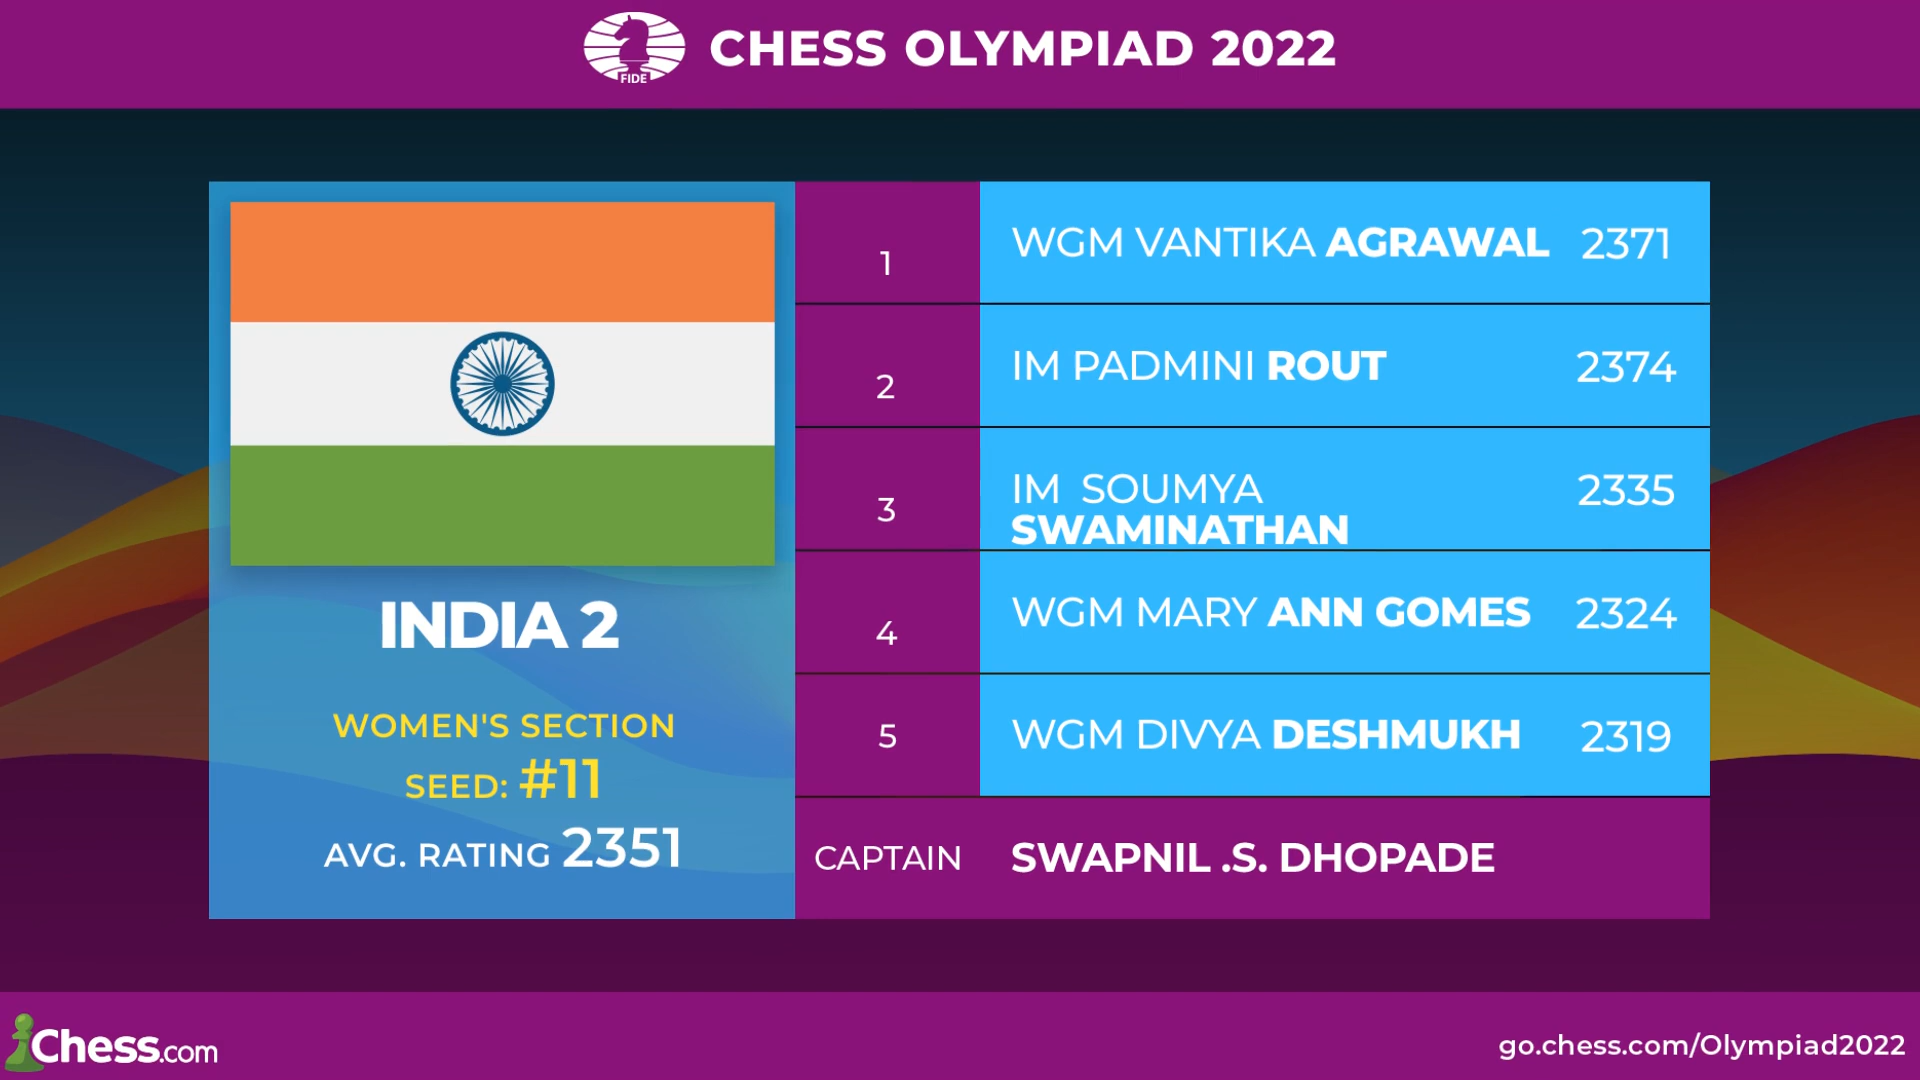 FIDE
CHESS OLYMPIAD 2022
INDIA 2
WOMEN'S SECTION
SEED: #11
AVG. RATING 2351
1 WGM VANTIKA AGRAWAL 2371
2 IM PADMINI ROUT 2374
3 IM SOUMYA 2335
SWAMINATHAN
4 WGM MARY ANN GOMES 2324
5 WGM DIVYA DESHMUKH 2319
CAPTAIN SWAPNIL .S. DHOPADE
Chess.com
go.chess.com/Olympiad2022